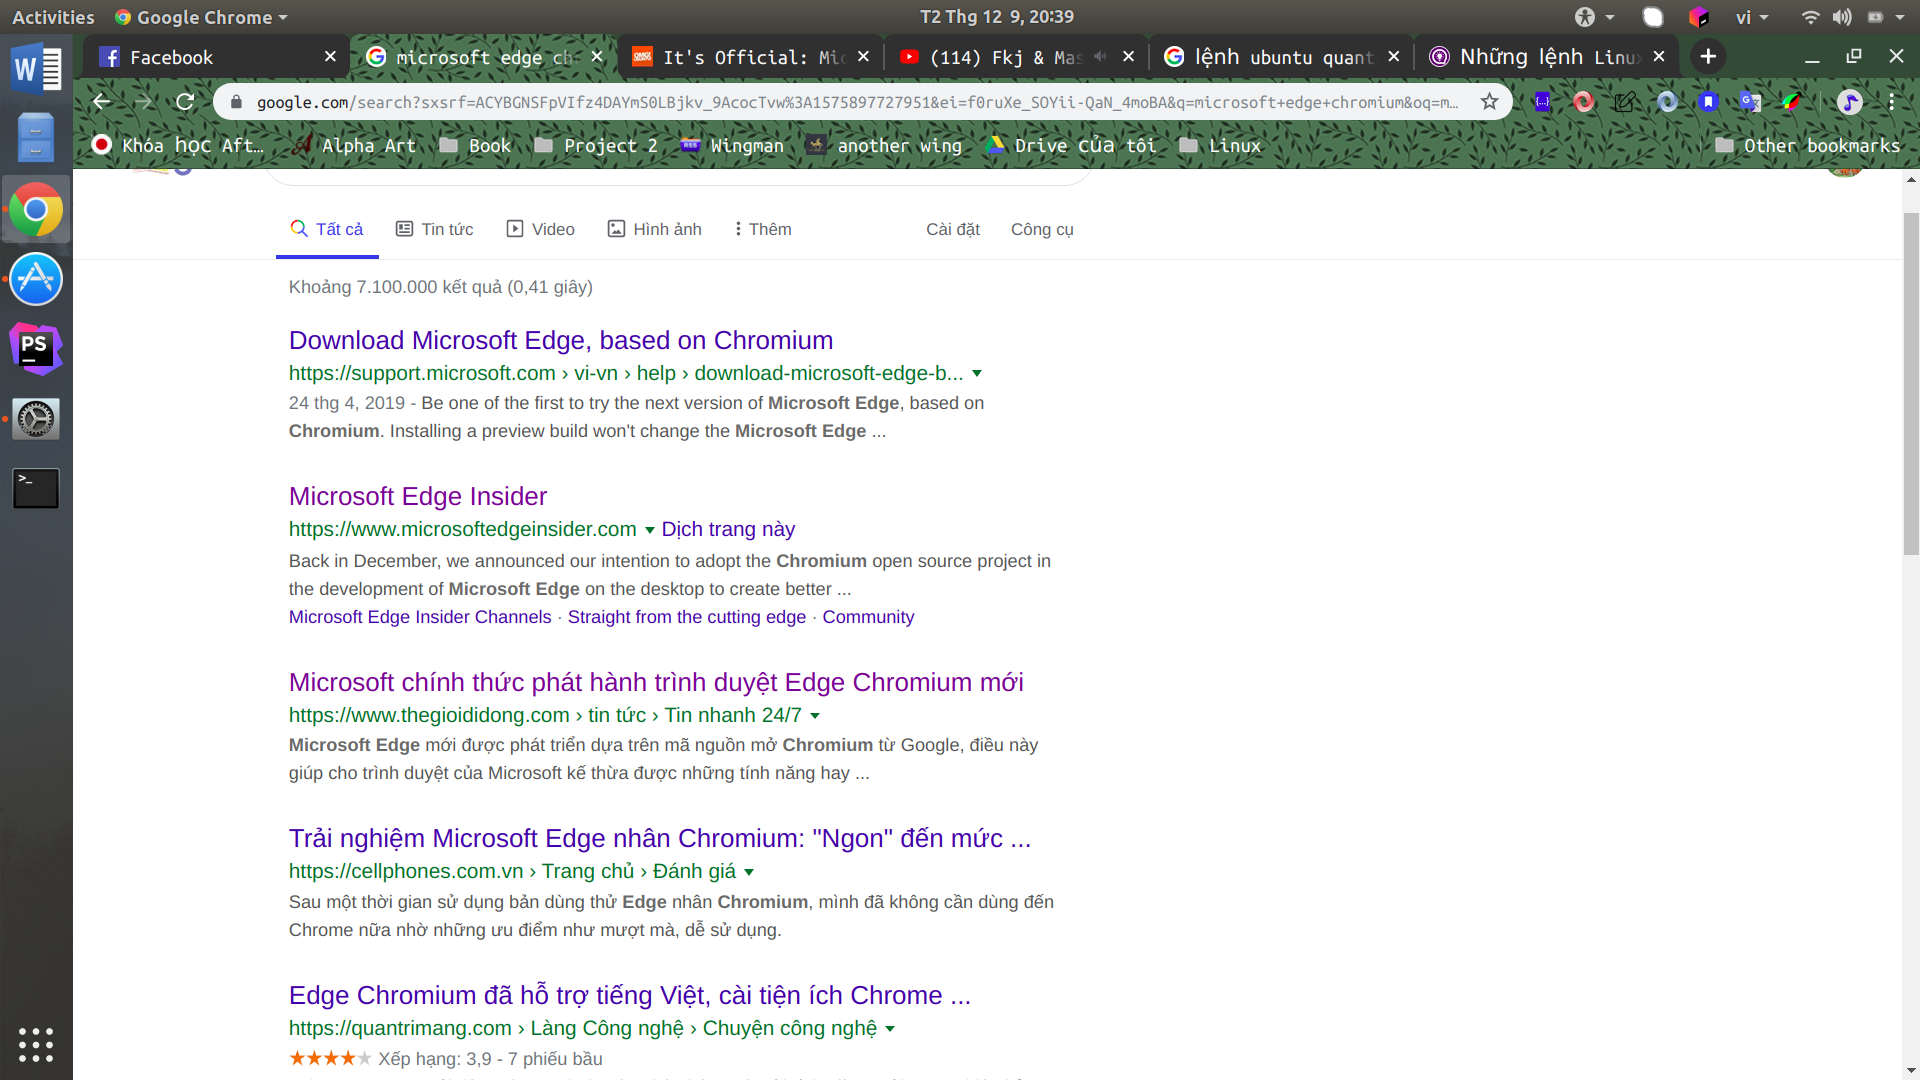 Activities Google Chrome T2 Thg 12 9, 20:39 vi
Facebook microsoft edge ch It's Official: Mic (114) Fkj & Mas lệnh ubuntu quant Những lệnh Linu
google.com/search?sxsrf=ACYBGNSFpVIfz4DAYmS0LBjkv_9AcocTvw%3A1575897727951&ei=f0ruXe_SOYii-QaN_4moBA&q=microsoft+edge+chromium&oq=m...
Khóa học Aft… Alpha Art Book Project 2 Wingman another wing Drive của tôi Linux Other bookmarks
Tất cả Tin tức Video Hình ảnh Thêm Cài đặt Công cụ
Khoảng 7.100.000 kết quả (0,41 giây)
Download Microsoft Edge, based on Chromium
https://support.microsoft.com › vi-vn › help › download-microsoft-edge-b...
24 thg 4, 2019 - Be one of the first to try the next version of Microsoft Edge, based on
Chromium. Installing a preview build won't change the Microsoft Edge ...
Microsoft Edge Insider
https://www.microsoftedgeinsider.com Dịch trang này
Back in December, we announced our intention to adopt the Chromium open source project in
the development of Microsoft Edge on the desktop to create better ...
Microsoft Edge Insider Channels · Straight from the cutting edge · Community
Microsoft chính thức phát hành trình duyệt Edge Chromium mới
https://www.thegioididong.com › tin tức › Tin nhanh 24/7
Microsoft Edge mới được phát triển dựa trên mã nguồn mở Chromium từ Google, điều này
giúp cho trình duyệt của Microsoft kế thừa được những tính năng hay ...
Trải nghiệm Microsoft Edge nhân Chromium: "Ngon" đến mức ...
https://cellphones.com.vn › Trang chủ › Đánh giá
Sau một thời gian sử dụng bản dùng thử Edge nhân Chromium, mình đã không cần dùng đến
Chrome nữa nhờ những ưu điểm như mượt mà, dễ sử dụng.
Edge Chromium đã hỗ trợ tiếng Việt, cài tiện ích Chrome ...
https://quantrimang.com › Làng Công nghệ › Chuyện công nghệ
Xếp hạng: 3,9 - 7 phiếu bầu